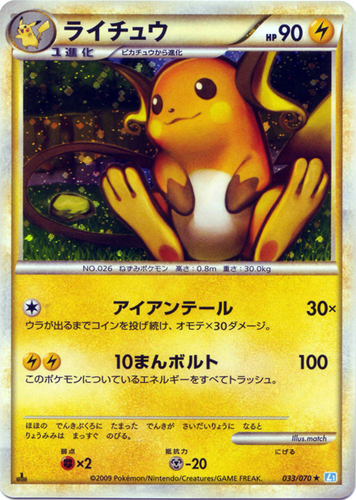 ライチュウ
HP 90
1進化
ピカチュウから進化
NO.026 ねずみポケモン 高さ:0.8m 重さ:30.0kg
アイアンテール 30×
ウラが出るまでコインを投げ続け、オモテ×30ダメージ。
10まんボルト 100
このポケモンについているエネルギーをすべてトラッシュ。
ほほの でんきぶくろに たまった でんきが さいだいりょうに なると
りょうみみは まっすぐ のびる。
Illus.match
弱点 抵抗力 にげる
×2 -20
033/070 ★
L1
©2009 Pokémon/Nintendo/Creatures/GAME FREAK.